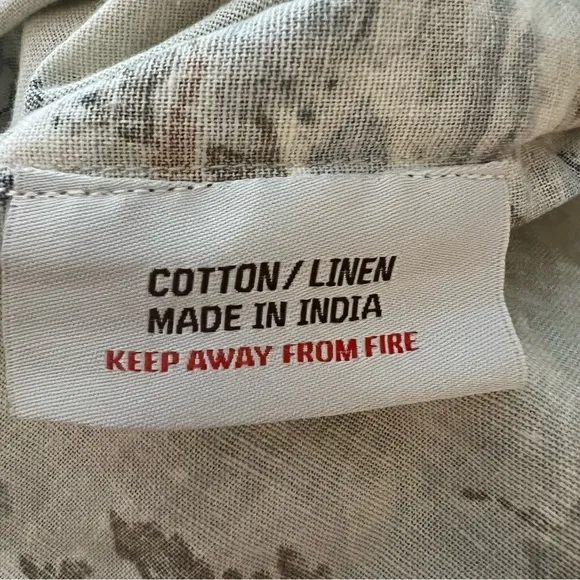 COTTON/LINEN
MADE IN INDIA
KEEP AWAY FROM FIRE